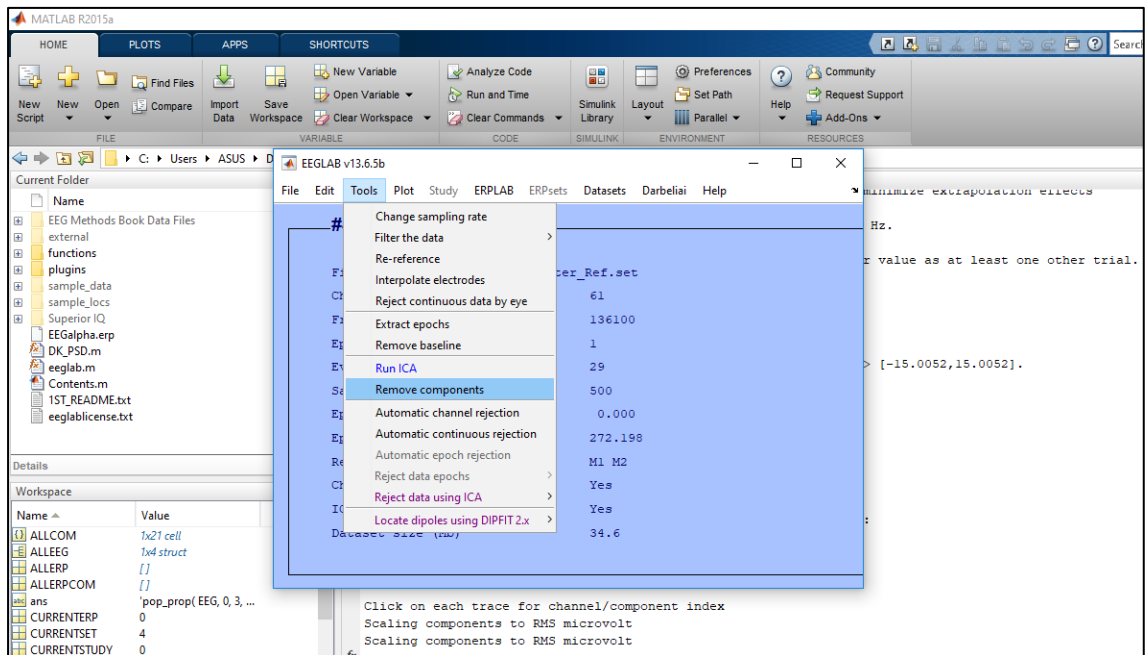 MATLAB R2015a
HOME PLOTS APPS SHORTCUTS
Search
New Script
New
Open
Find Files
Compare
Import Data
Save Workspace
New Variable
Open Variable
Clear Workspace
Analyze Code
Run and Time
Clear Commands
Simulink Library
Layout
Preferences
Set Path
Parallel
Help
Community
Request Support
Add-Ons
FILE VARIABLE CODE SIMULINK ENVIRONMENT RESOURCES
C: Users ASUS D
Current Folder
Name
EEG Methods Book Data Files
external
functions
plugins
sample_data
sample_locs
Superior IQ
EEGalpha.erp
DK_PSD.m
eeglab.m
Contents.m
1ST_README.txt
eeglablicense.txt
Details
Workspace
Name Value
ALLCOM 1x21 cell
ALLEEG 1x4 struct
ALLERP []
ALLERPCOM []
ans 'pop_prop( EEG, 0, 3, ...
CURRENTERP 0
CURRENTSET 4
CURRENTSTUDY 0
EEGLAB v13.6.5b
File Edit Tools Plot Study ERPLAB ERPsets Datasets Darbeliai Help
#
Change sampling rate
Filter the data
Re-reference
Interpolate electrodes
Reject continuous data by eye
Extract epochs
Remove baseline
Run ICA
Remove components
Automatic channel rejection
Automatic continuous rejection
Automatic epoch rejection
Reject data epochs
Reject data using ICA
Locate dipoles using DIPFIT 2.x
ter_Ref.set
61
136100
1
29
500
0.000
272.198
M1 M2
Yes
Yes
Dataset size (Mb) 34.6
minimize extrapolation effects
Hz.
r value as at least one other trial.
> [-15.0052,15.0052].
:
Click on each trace for channel/component index
Scaling components to RMS microvolt
Scaling components to RMS microvolt